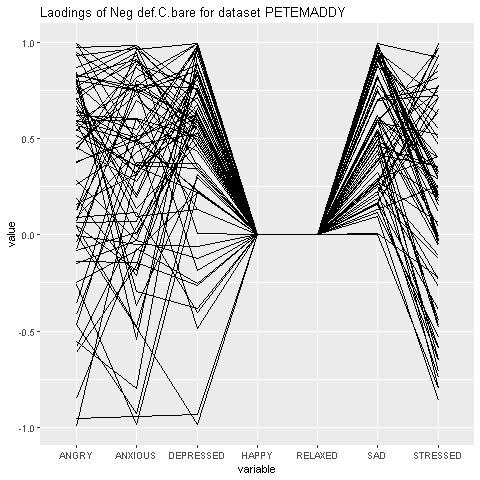 Laodings of Neg def.C.bare for dataset PETEMADDY
1.0
0.5
0.0
-0.5
-1.0
value
ANGRY ANXIOUS DEPRESSED HAPPY RELAXED SAD STRESSED
variable